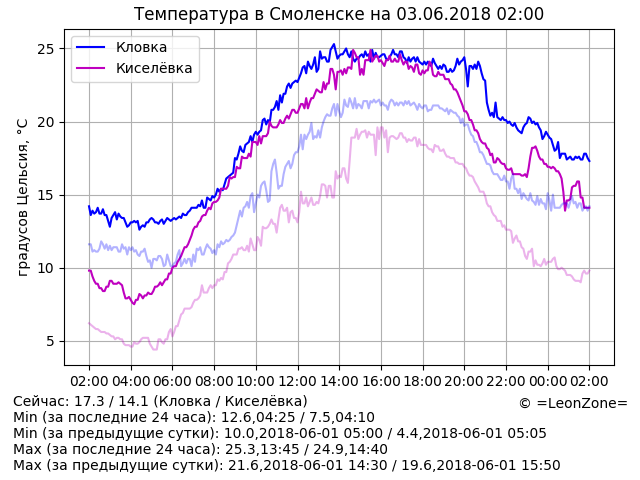 Температура в Смоленске на 03.06.2018 02:00
Кловка
Киселёвка
градусов Цельсия, °C
25
20
15
10
5
02:00 04:00 06:00 08:00 10:00 12:00 14:00 16:00 18:00 20:00 22:00 00:00 02:00
Сейчас: 17.3 / 14.1 (Кловка / Киселёвка)
© =LeonZone=
Min (за последние 24 часа): 12.6,04:25 / 7.5,04:10
Min (за предыдущие сутки): 10.0,2018-06-01 05:00 / 4.4,2018-06-01 05:05
Max (за последние 24 часа): 25.3,13:45 / 24.9,14:40
Max (за предыдущие сутки): 21.6,2018-06-01 14:30 / 19.6,2018-06-01 15:50